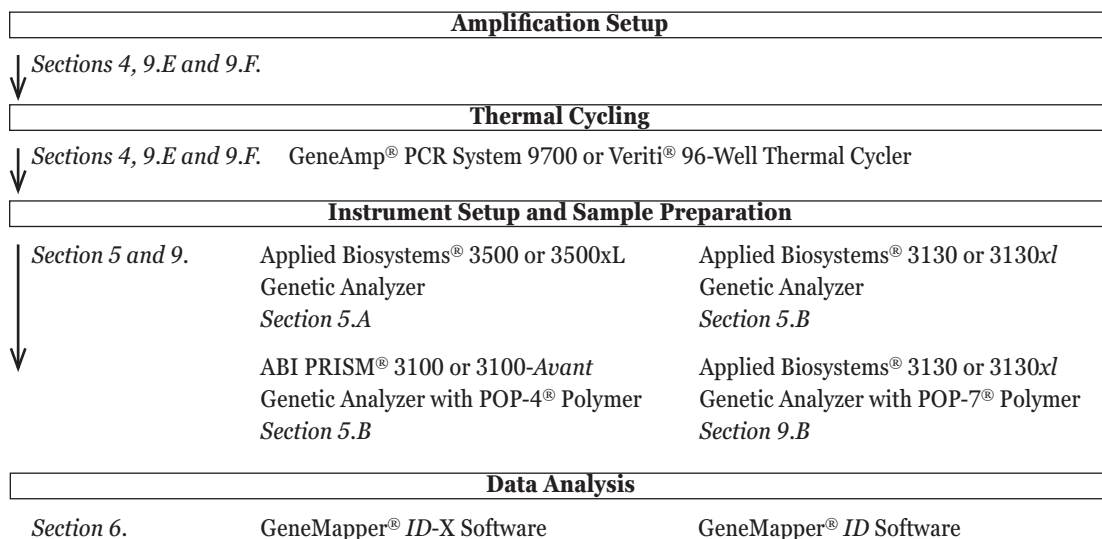 Amplification Setup
Sections 4, 9.E and 9.F.
Thermal Cycling
Sections 4, 9.E and 9.F. GeneAmp® PCR System 9700 or Veriti® 96-Well Thermal Cycler
Instrument Setup and Sample Preparation
Section 5 and 9.
Applied Biosystems® 3500 or 3500xL
Genetic Analyzer
Section 5.A
Applied Biosystems® 3130 or 3130xl
Genetic Analyzer
Section 5.B
ABI PRISM® 3100 or 3100-Avant
Genetic Analyzer with POP-4® Polymer
Section 5.B
Applied Biosystems® 3130 or 3130xl
Genetic Analyzer with POP-7® Polymer
Section 9.B
Data Analysis
Section 6. GeneMapper® ID-X Software GeneMapper® ID Software